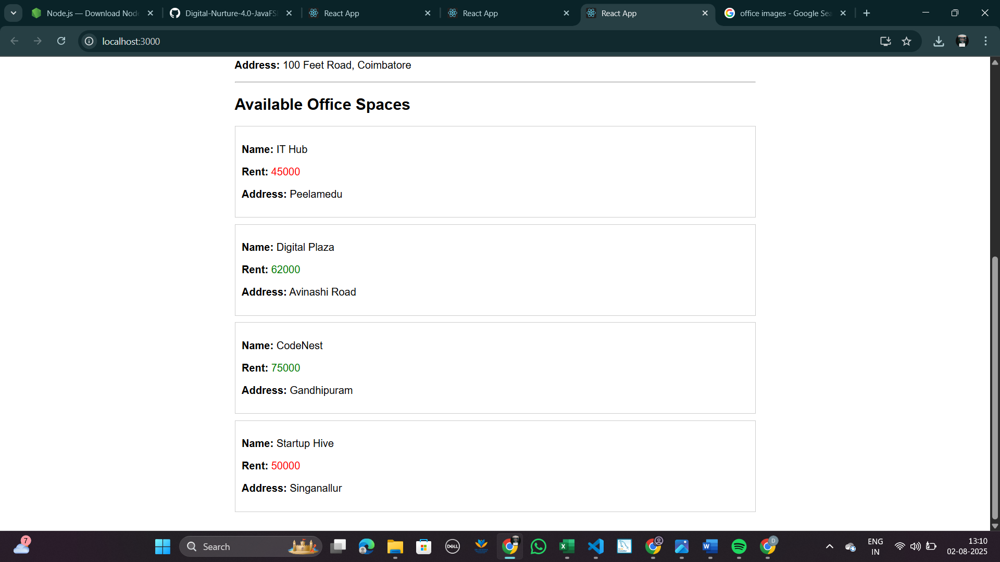 Node.js — Download Node
Digital-Nurture-4.0-JavaFS
React App
React App
React App
office images - Google Sea
localhost:3000
Address: 100 Feet Road, Coimbatore
Available Office Spaces
Name: IT Hub
Rent: 45000
Address: Peelamedu
Name: Digital Plaza
Rent: 62000
Address: Avinashi Road
Name: CodeNest
Rent: 75000
Address: Gandhipuram
Name: Startup Hive
Rent: 50000
Address: Singanallur
7
Search
DELL
D
ENG
IN
13:10
02-08-2025